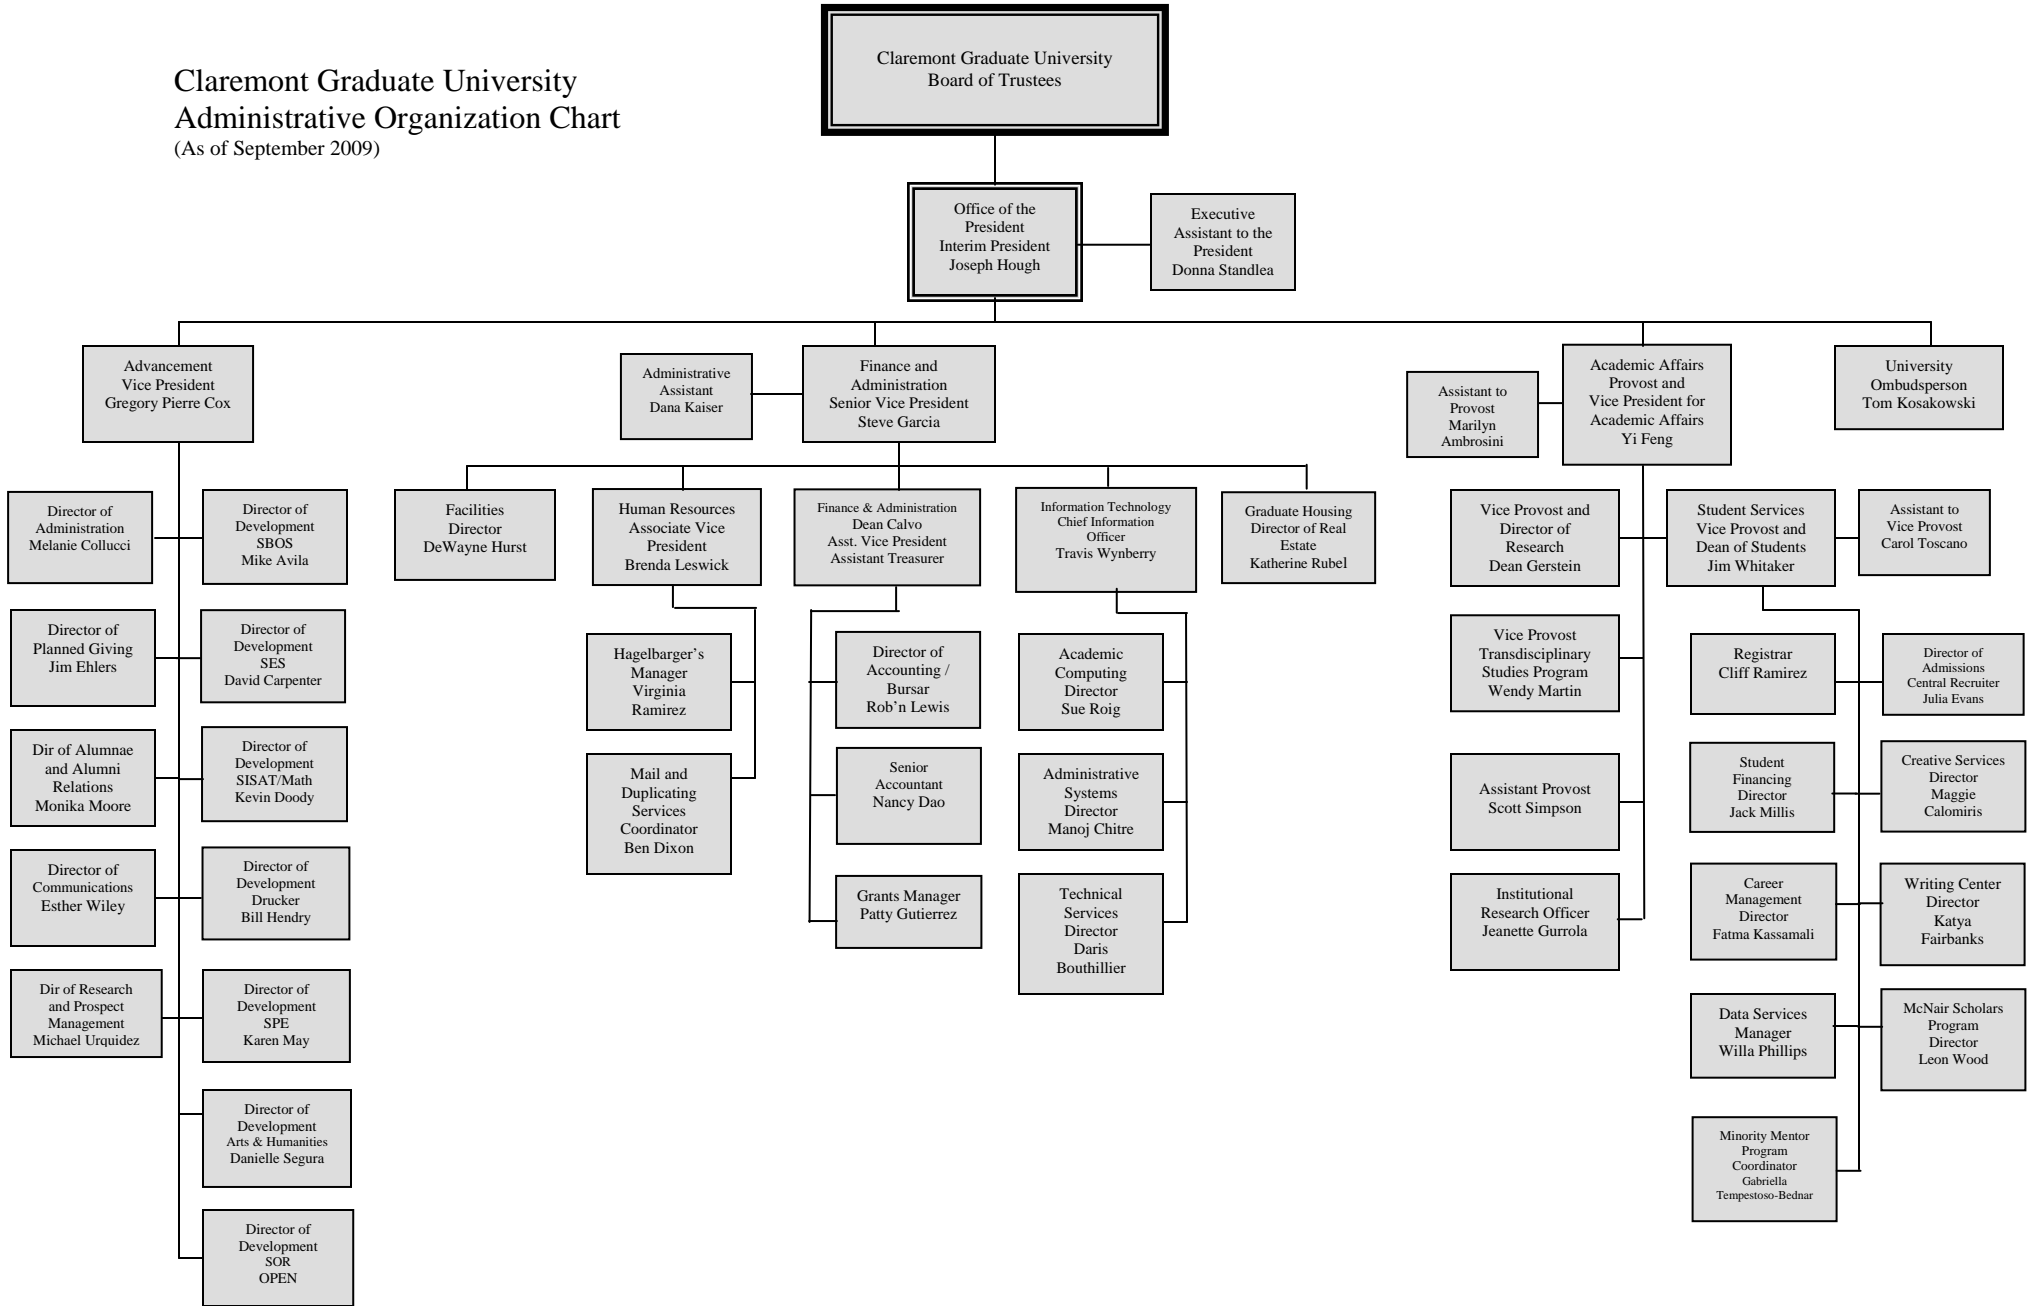 Claremont Graduate University
Administrative Organization Chart
(As of September 2009)
Claremont Graduate University
Board of Trustees
Office of the
President
Interim President
Joseph Hough
Executive
Assistant to the
President
Donna Standlea
Advancement
Vice President
Gregory Pierre Cox
Administrative
Assistant
Dana Kaiser
Finance and
Administration
Senior Vice President
Steve Garcia
Assistant to
Provost
Marilyn
Ambrosini
Academic Affairs
Provost and
Vice President for
Academic Affairs
Yi Feng
University
Ombudsperson
Tom Kosakowski
Director of
Administration
Melanie Collucci
Director of
Development
SBOS
Mike Avila
Director of
Planned Giving
Jim Ehlers
Director of
Development
SES
David Carpenter
Dir of Alumnae
and Alumni
Relations
Monika Moore
Director of
Development
SISAT/Math
Kevin Doody
Director of
Communications
Esther Wiley
Director of
Development
Drucker
Bill Hendry
Dir of Research
and Prospect
Management
Michael Urquidez
Director of
Development
SPE
Karen May
Director of
Development
Arts & Humanities
Danielle Segura
Director of
Development
SOR
OPEN
Facilities
Director
DeWayne Hurst
Human Resources
Associate Vice
President
Brenda Leswick
Hagelbarger’s
Manager
Virginia
Ramirez
Mail and
Duplicating
Services
Coordinator
Ben Dixon
Finance & Administration
Dean Calvo
Asst. Vice President
Assistant Treasurer
Director of
Accounting /
Bursar
Rob’n Lewis
Senior
Accountant
Nancy Dao
Grants Manager
Patty Gutierrez
Information Technology
Chief Information
Officer
Travis Wynberry
Academic
Computing
Director
Sue Roig
Administrative
Systems
Director
Manoj Chitre
Technical
Services
Director
Daris
Bouthillier
Graduate Housing
Director of Real
Estate
Katherine Rubel
Vice Provost and
Director of
Research
Dean Gerstein
Vice Provost
Transdisciplinary
Studies Program
Wendy Martin
Assistant Provost
Scott Simpson
Institutional
Research Officer
Jeanette Gurrola
Student Services
Vice Provost and
Dean of Students
Jim Whitaker
Assistant to
Vice Provost
Carol Toscano
Registrar
Cliff Ramirez
Director of
Admissions
Central Recruiter
Julia Evans
Student
Financing
Director
Jack Millis
Creative Services
Director
Maggie
Calomiris
Career
Management
Director
Fatma Kassamali
Writing Center
Director
Katya
Fairbanks
Data Services
Manager
Willa Phillips
McNair Scholars
Program
Director
Leon Wood
Minority Mentor
Program
Coordinator
Gabriella
Tempestoso-Bednar